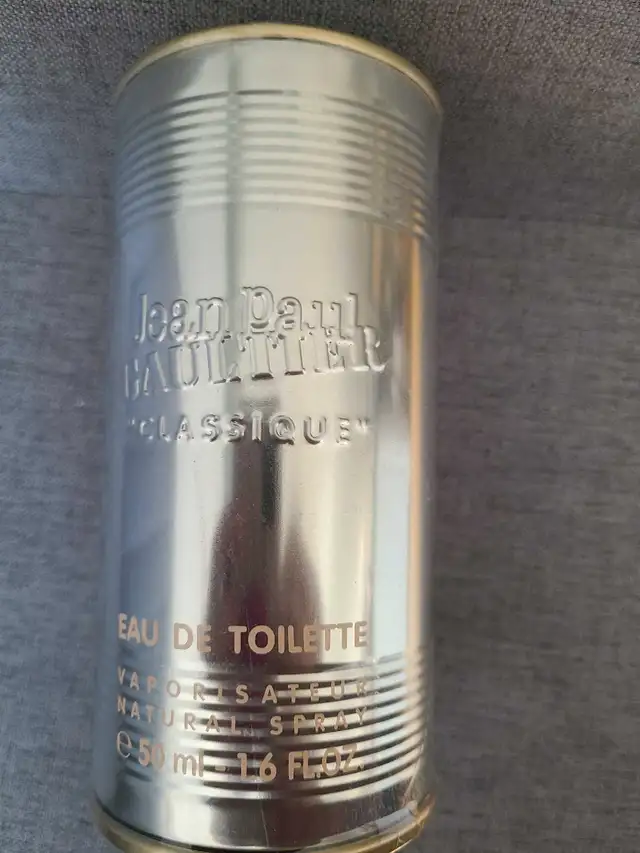 Jean Paul
GAULTIER
"CLASSIQUE"
EAU DE TOILETTE
VAPORISATEUR
NATURAL SPRAY
℮ 50 ml - 1.6 FL.OZ.